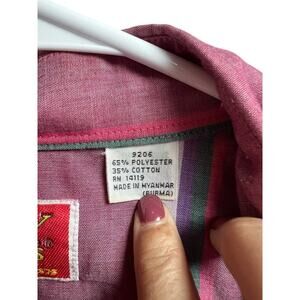 9206
65% POLYESTER
35% COTTON
RN 14119
MADE IN MYANMAR
(BURMA)